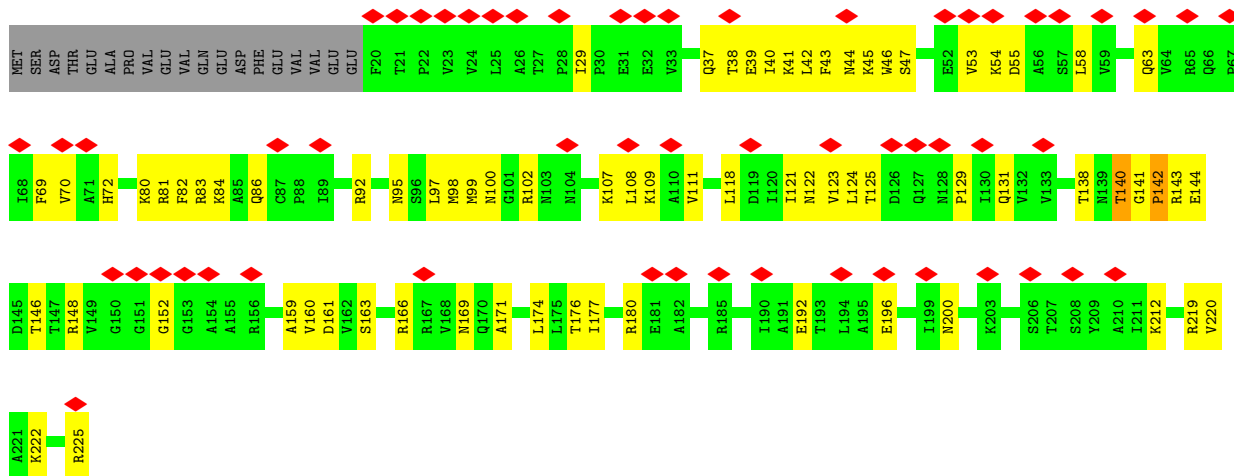 MET SER ASP THR GLU ALA PRO VAL GLU VAL GLN GLU ASP PHE GLU VAL VAL GLU GLU F20 T21 P22 V23 V24 L25 A26 T27 P28 I29 P30 E31 E32 V33 Q37 T38 E39 I40 K41 L42 F43 N44 K45 W46 S47 E52 V53 K54 D55 A56 S57 L58 V59 Q63 V64 R65 Q66 P67
I68 F69 V70 A71 H72 K80 R81 F82 R83 K84 A85 Q86 C87 P88 I89 R92 N95 S96 L97 M98 M99 N100 G101 R102 N103 N104 K107 L108 K109 A110 V111 L118 D119 I120 I121 N122 V123 L124 T125 D126 Q127 N128 P129 I130 Q131 V132 V133 T138 N139 T140 G141 P142 R143 E144
D145 T146 T147 R148 V149 G150 G151 G152 G153 A154 A155 R156 A159 V160 D161 V162 S163 R166 R167 V168 N169 Q170 A171 L174 L175 T176 I177 R180 E181 A182 R185 I190 A191 E192 T193 L194 A195 E196 I199 N200 K203 S206 T207 S208 Y209 A210 I211 K212 R219 V220
A221 K222 R225